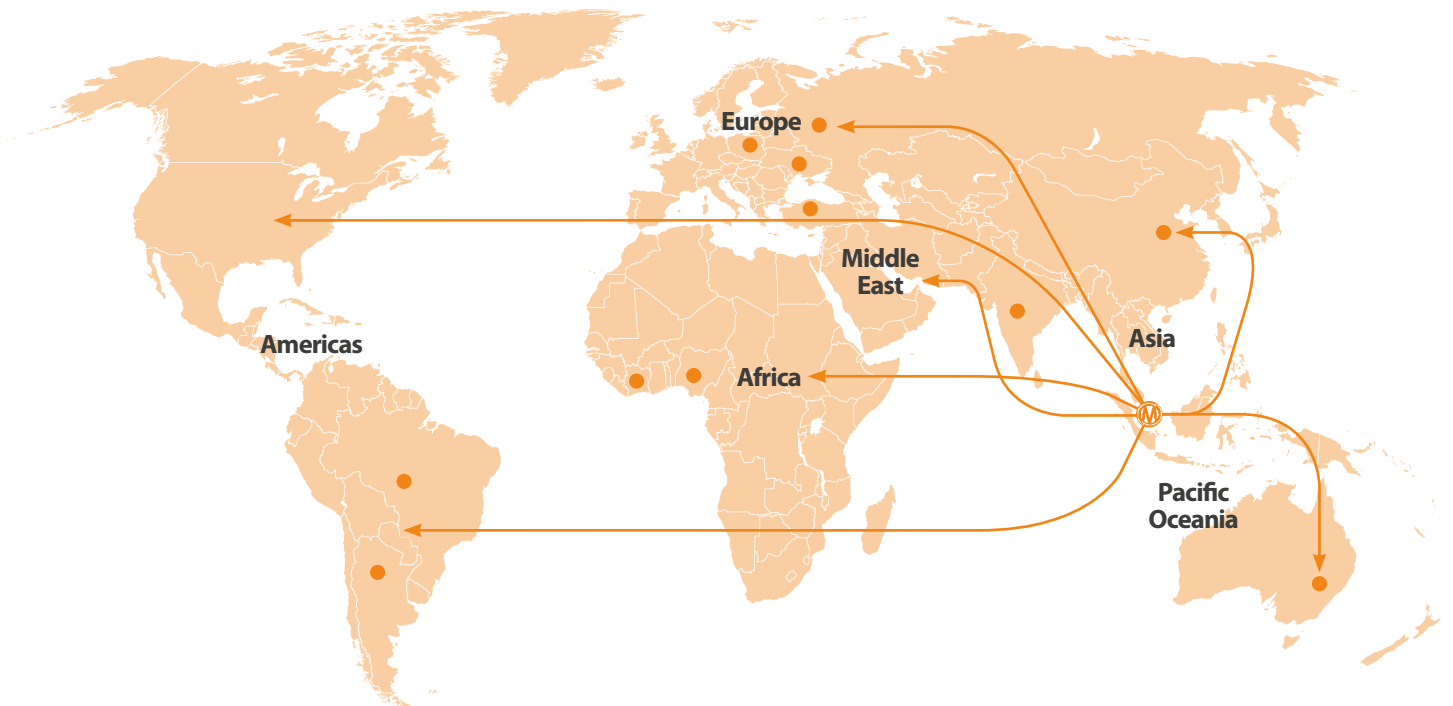 Europe
Middle
East
Americas
Asia
Africa
M
Pacific
Oceania